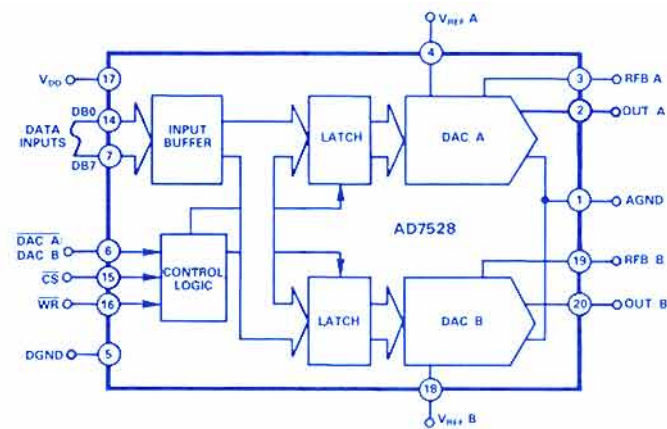 VREF A
4
VDD 17
3 RFB A
DB0 14
2 OUT A
DATA INPUTS
INPUT BUFFER
LATCH
DAC A
DB7 7
1 AGND
AD7528
DAC A/
DAC B 6
CS 15
CONTROL LOGIC
WR 16
19 RFB B
LATCH
DAC B
20 OUT B
DGND 5
18
VREF B